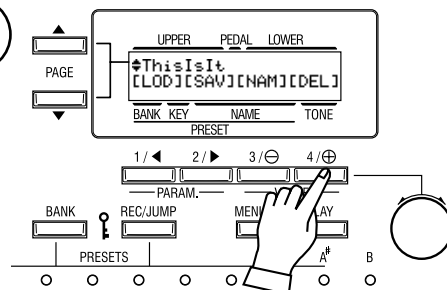 UPPER PEDAL LOWER
PAGE
ThisIsIt
[LOD][SAV][NAM][DEL]
BANK KEY NAME TONE
PRESET
1/◀ 2/▶ 3/⊖ 4/⊕
PARAM.
BANK REC/JUMP MEN LAY
PRESETS A# B